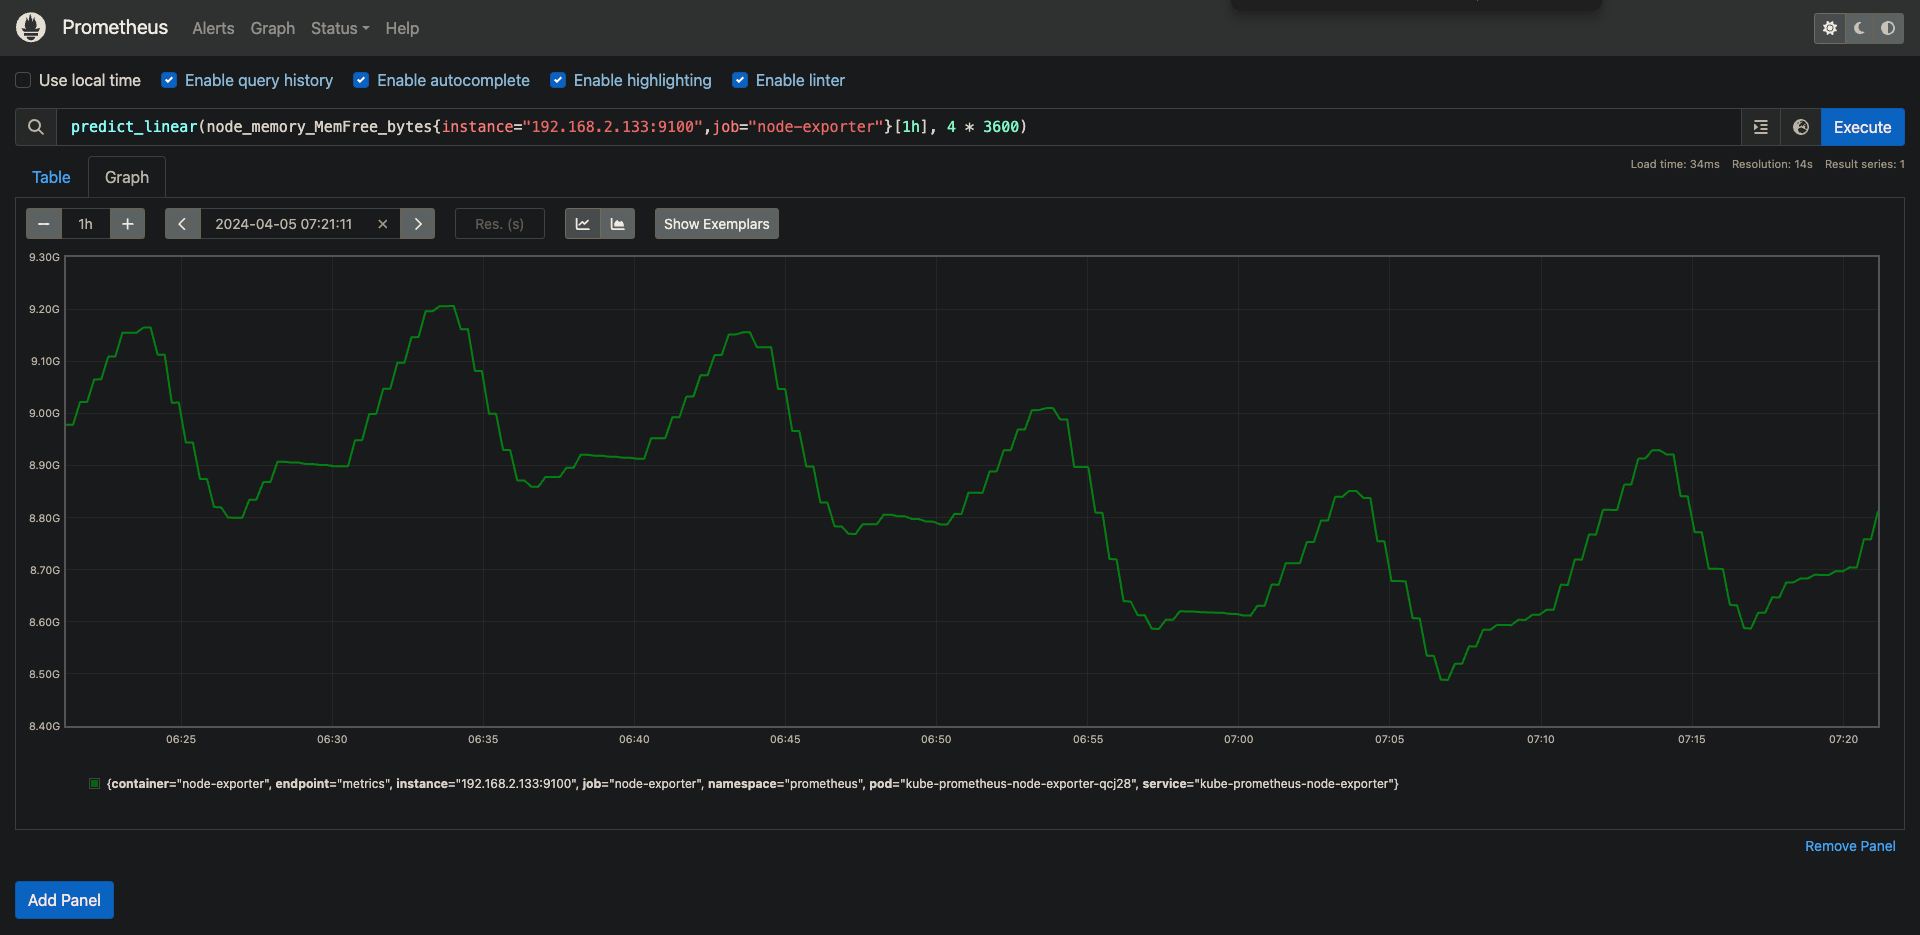 Prometheus Alerts Graph Status Help
Use local time Enable query history Enable autocomplete Enable highlighting Enable linter
predict_linear(node_memory_MemFree_bytes{instance="192.168.2.133:9100",job="node-exporter"}[1h], 4 * 3600)
Execute
Load time: 34ms Resolution: 14s Result series: 1
Table Graph
1h 2024-04-05 07:21:11 Res. (s) Show Exemplars
9.30G
9.20G
9.10G
9.00G
8.90G
8.80G
8.70G
8.60G
8.50G
8.40G
06:25 06:30 06:35 06:40 06:45 06:50 06:55 07:00 07:05 07:10 07:15 07:20
{container="node-exporter", endpoint="metrics", instance="192.168.2.133:9100", job="node-exporter", namespace="prometheus", pod="kube-prometheus-node-exporter-qcj28", service="kube-prometheus-node-exporter"}
Remove Panel
Add Panel